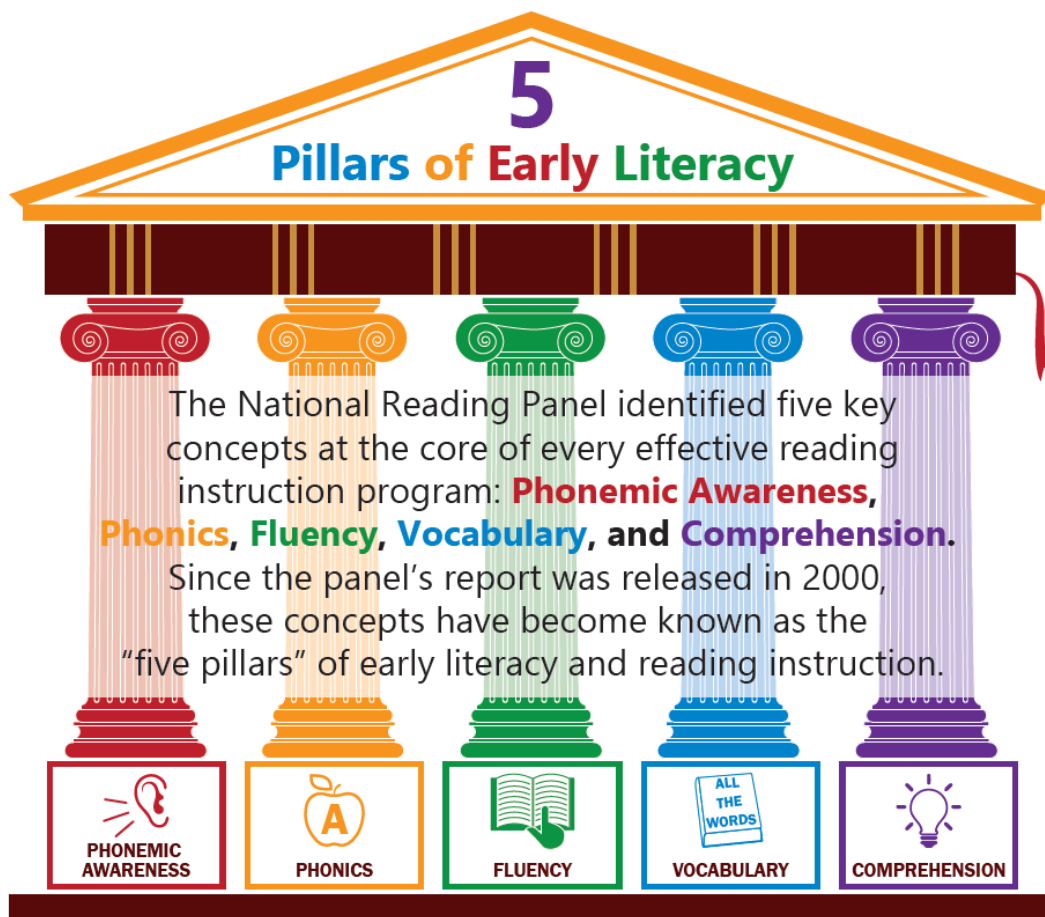 5
Pillars of Early Literacy
The National Reading Panel identified five key
concepts at the core of every effective reading
instruction program: Phonemic Awareness,
Phonics, Fluency, Vocabulary, and Comprehension.
Since the panel's report was released in 2000,
these concepts have become known as the
“five pillars” of early literacy and reading instruction.
PHONEMIC
AWARENESS
A
PHONICS
FLUENCY
ALL
THE
WORDS
VOCABULARY
COMPREHENSION